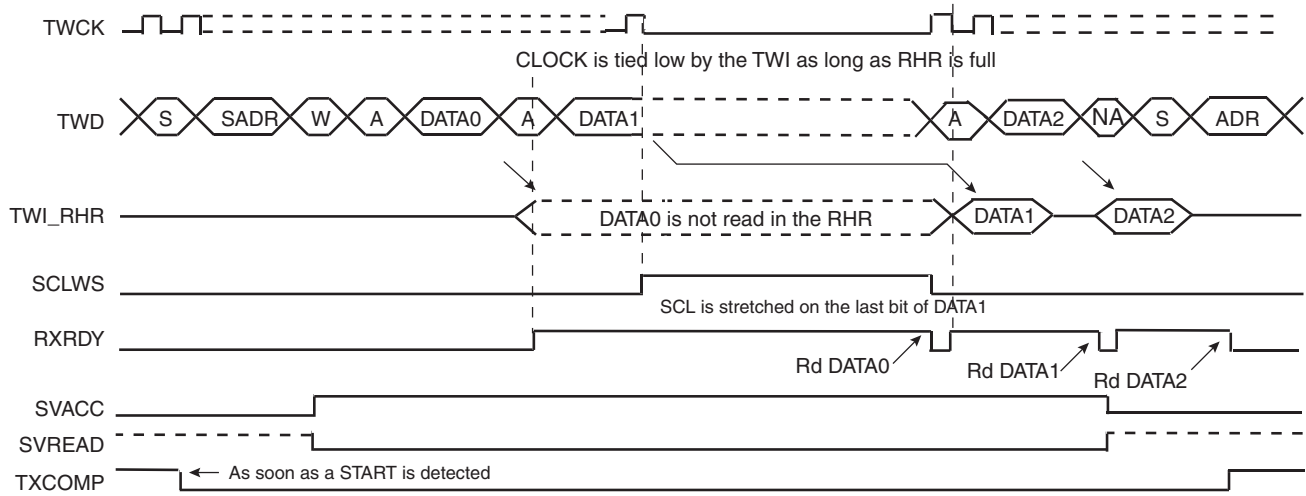 TWCK
CLOCK is tied low by the TWI as long as RHR is full
TWD S SADR W A DATA0 A DATA1 A DATA2 NA S ADR
TWI_RHR DATA0 is not read in the RHR DATA1 DATA2
SCLWS
SCL is stretched on the last bit of DATA1
RXRDY
Rd DATA0 Rd DATA1 Rd DATA2
SVACC
SVREAD
TXCOMP As soon as a START is detected